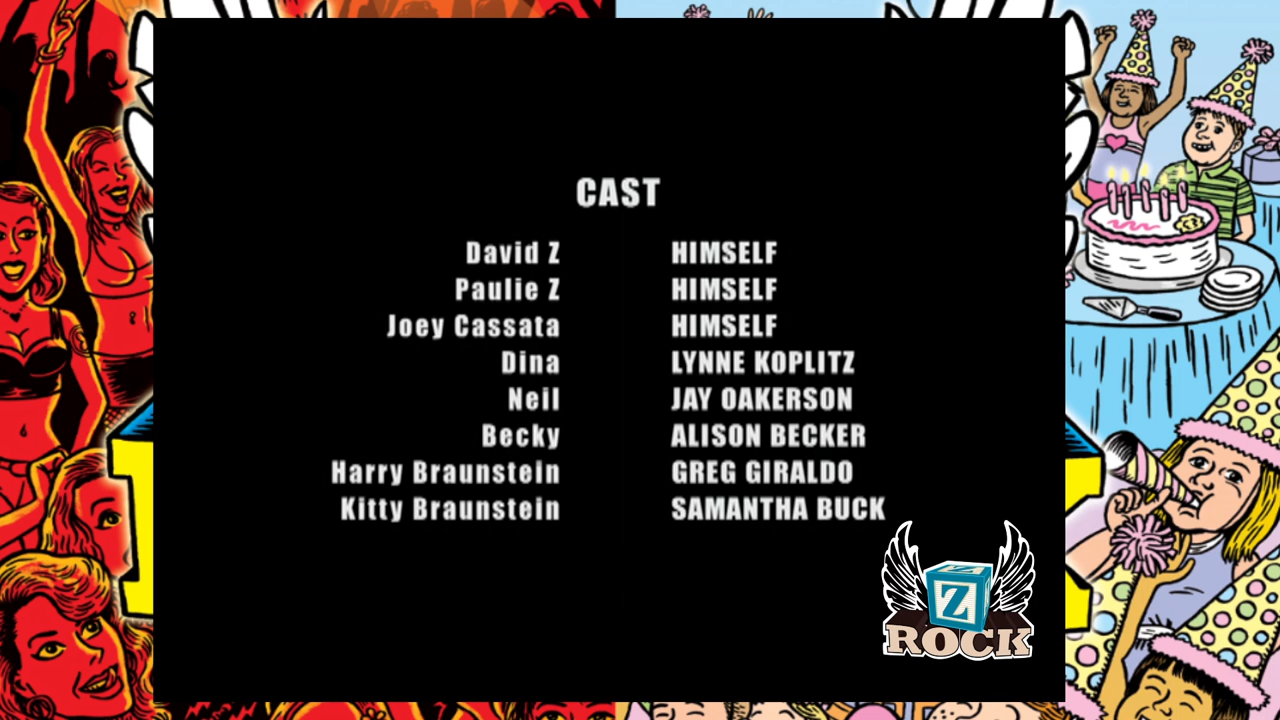 CAST
David Z HIMSELF
Paulie Z HIMSELF
Joey Cassata HIMSELF
Dina LYNNE KOPLITZ
Neil JAY OAKERSON
Becky ALISON BECKER
Harry Braunstein GREG GIRALDO
Kitty Braunstein SAMANTHA BUCK
Z
Z
ROCK